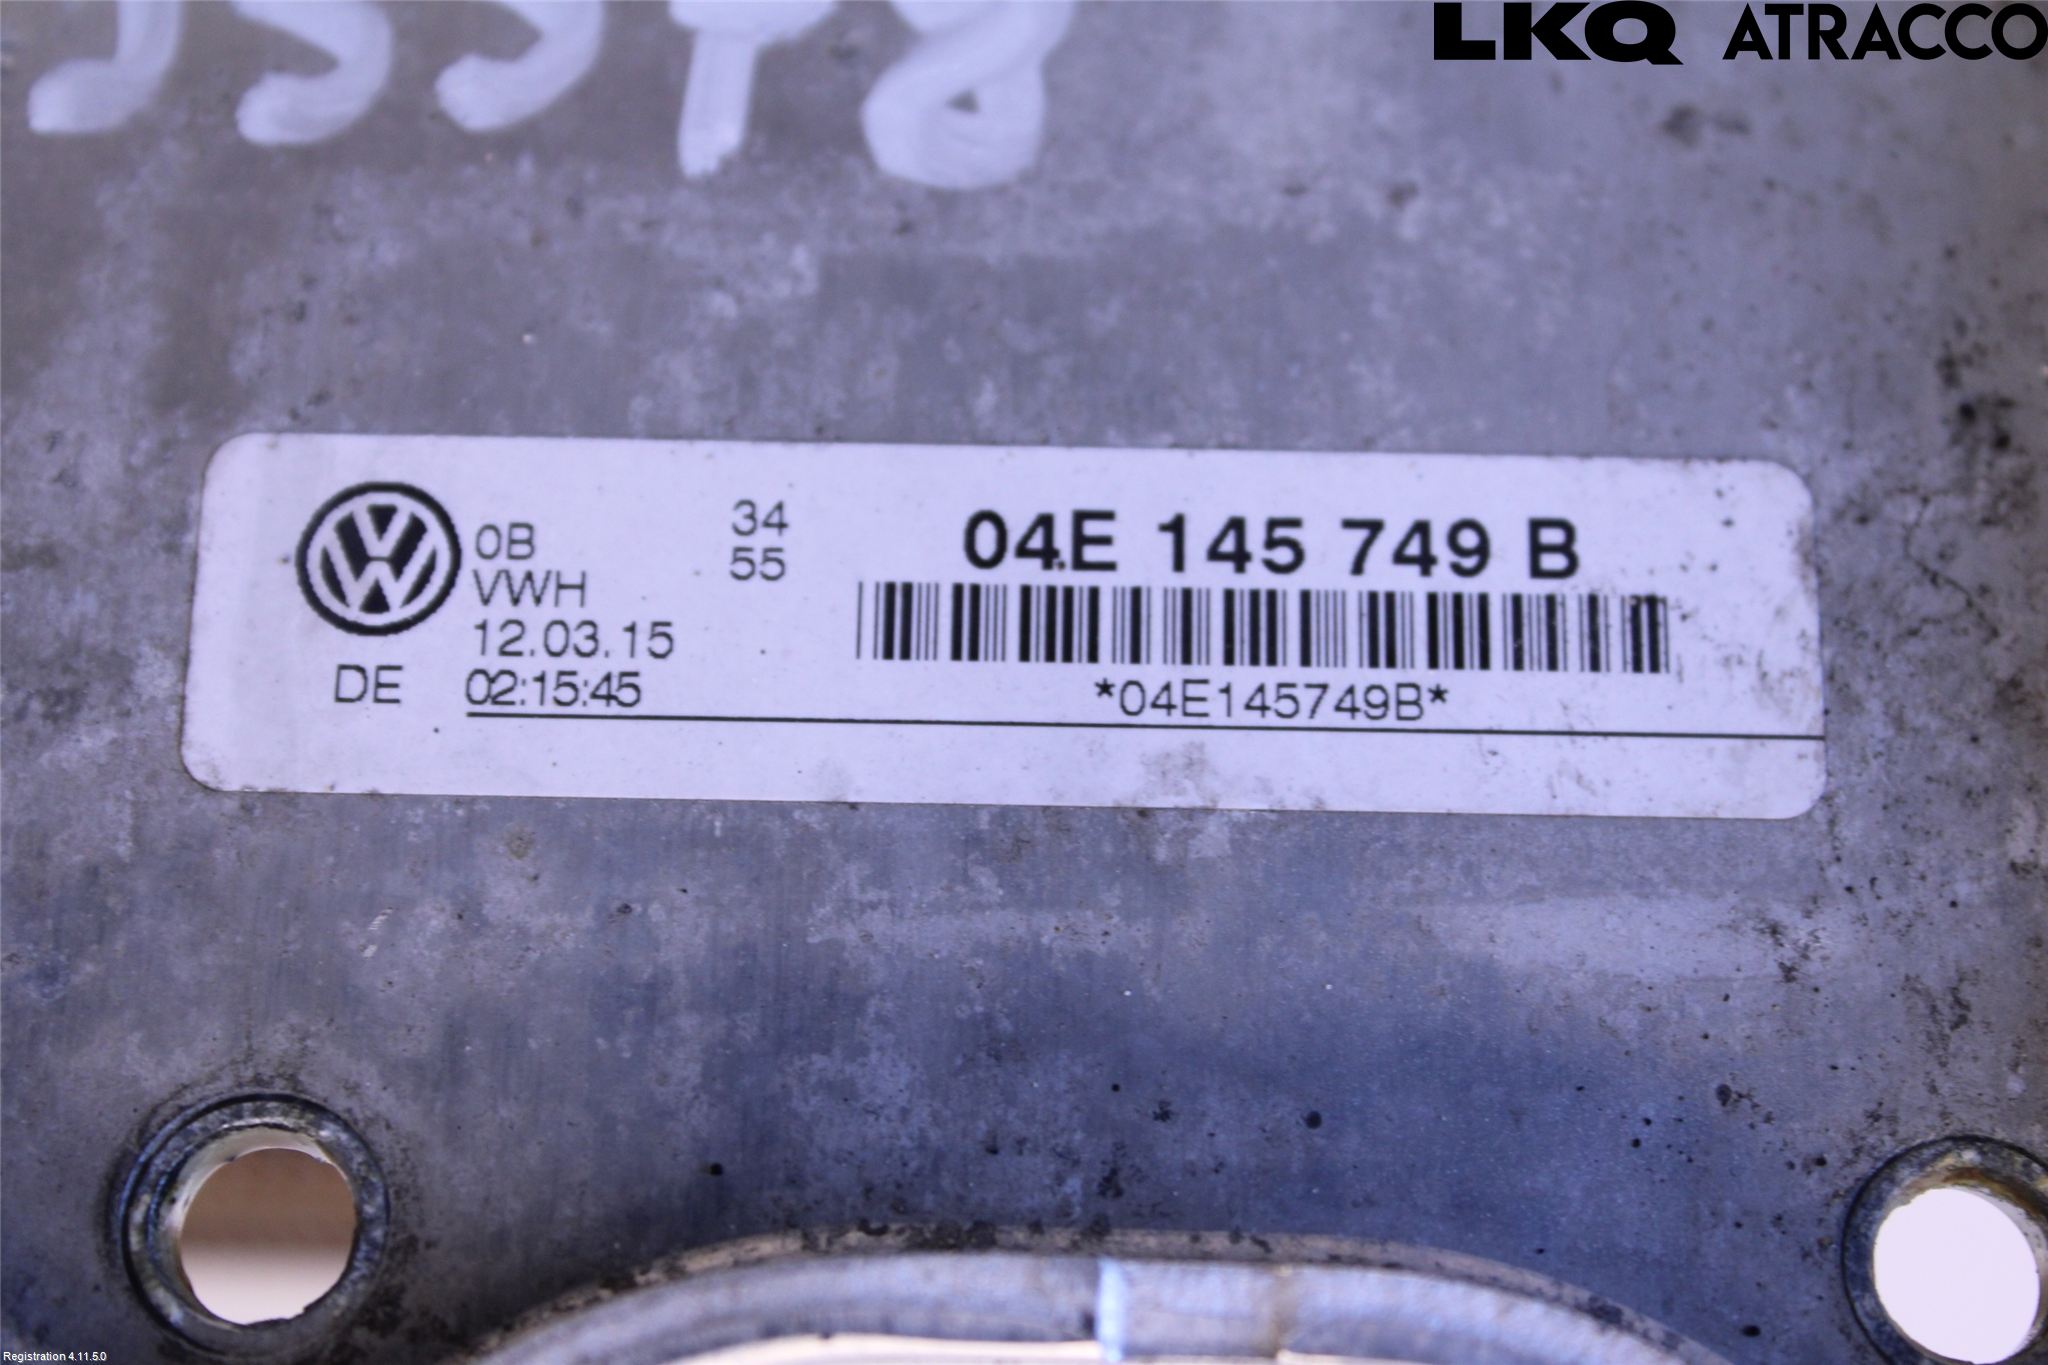 LKQ ATRACCO
0B
VWH
12.03.15
DE 02:15:45
34
55
04E 145 749 B
*04E145749B*
Registration 4.11.5.0